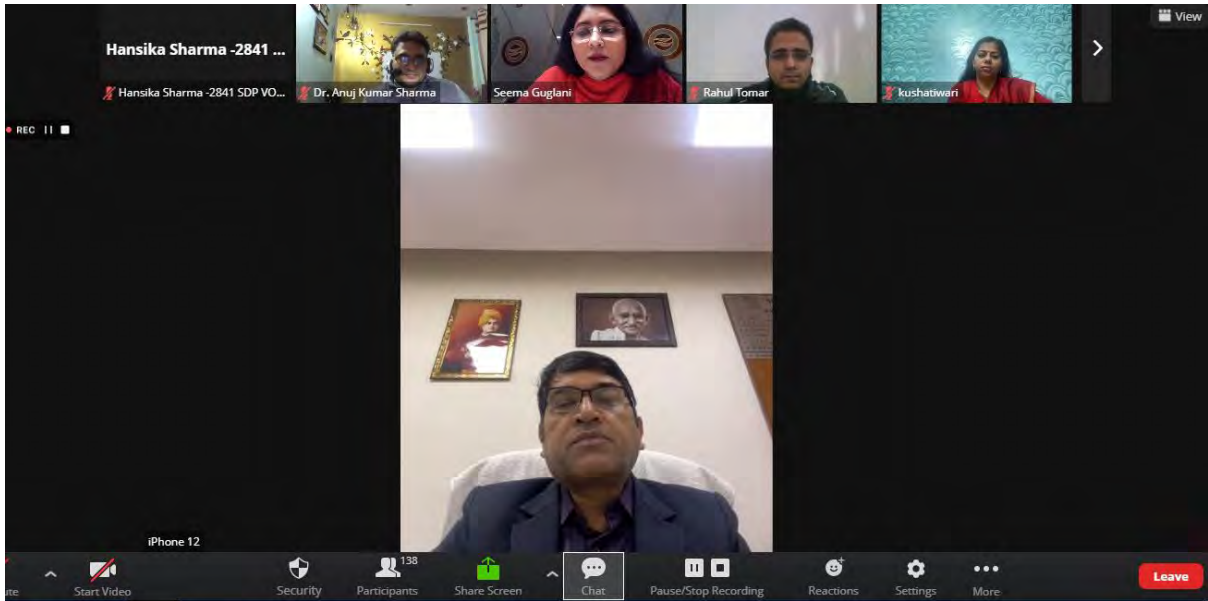 View
Hansika Sharma -2841 ...
Hansika Sharma -2841 SDP VO...
Dr. Anuj Kumar Sharma
Seema Guglani
Rahul Tomar
kushatiwari
REC
iPhone 12
ute
Start Video
Security
138
Participants
Share Screen
Chat
Pause/Stop Recording
Reactions
Settings
More
Leave